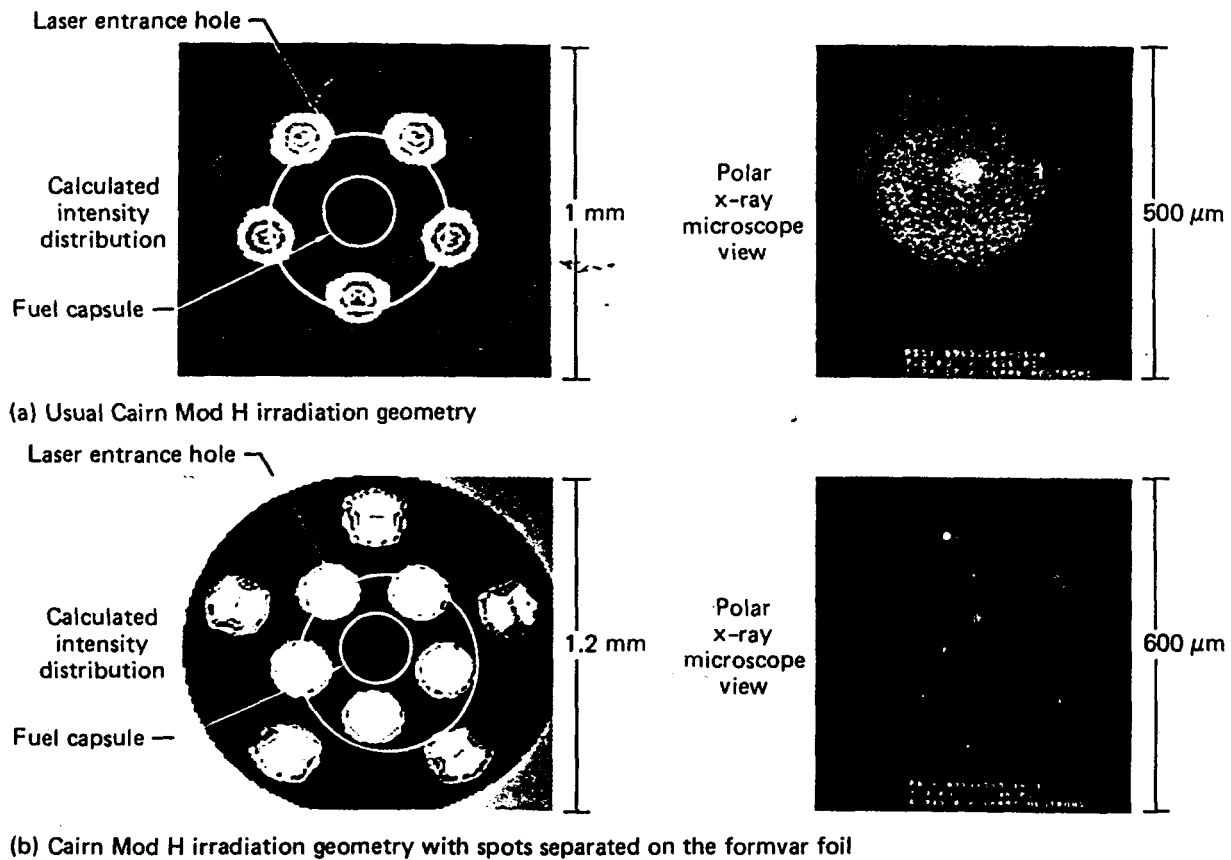 Laser entrance hole
Calculated
intensity
distribution
Fuel capsule
1 mm
Polar
x-ray
microscope
view
500 μm
(a) Usual Cairn Mod H irradiation geometry
Laser entrance hole
Calculated
intensity
distribution
Fuel capsule
1.2 mm
Polar
x-ray
microscope
view
600 μm
(b) Cairn Mod H irradiation geometry with spots separated on the formvar foil